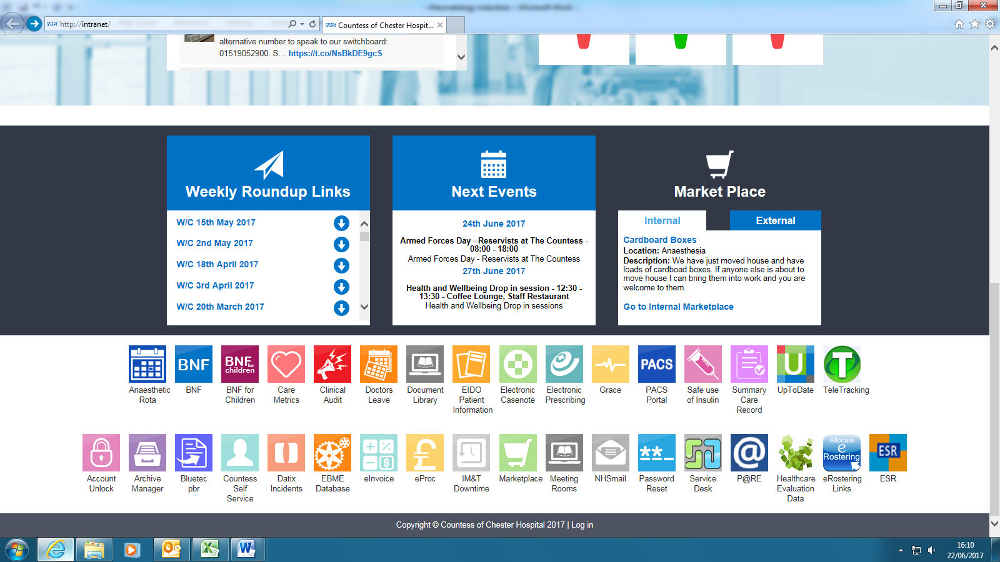 http://intranet/
NHS Countess of Chester Hospit...
alternative number to speak to our switchboard:
01519052900. S... https://t.co/NsBkDE9gcS
Weekly Roundup Links
W/C 15th May 2017
W/C 2nd May 2017
W/C 18th April 2017
W/C 3rd April 2017
W/C 20th March 2017
Next Events
24th June 2017
Armed Forces Day - Reservists at The Countess -
08:00 - 18:00
Armed Forces Day - Reservists at The Countess
27th June 2017
Health and Wellbeing Drop in session - 12:30 -
13:30 - Coffee Lounge, Staff Restaurant
Health and Wellbeing Drop in sessions
Market Place
Internal
External
Cardboard Boxes
Location: Anaesthesia
Description: We have just moved house and have
loads of cardboad boxes. If anyone else is about to
move house I can bring them into work and you are
welcome to them.
Go to Internal Marketplace
BNF
BNF for
children
PACS
U
T
Anaesthetic
Rota
BNF
BNF for
Children
Care
Metrics
Clinical
Audit
Doctors
Leave
Document
Library
EIDO
Patient
Information
Electronic
Casenote
Electronic
Prescribing
Grace
PACS
Portal
Safe use
of Insulin
Summary
Care
Record
UpToDate
TeleTracking
£
**_
@
Allocate
e
Rostering
ESR
Account
Unlock
Archive
Manager
Bluetec
pbr
Countess
Self
Service
Datix
Incidents
EBME
Database
eInvoice
eProc
IM&T
Downtime
Marketplace
Meeting
Rooms
NHSmail
Password
Reset
Service
Desk
P@RE
Healthcare
Evaluation
Data
eRostering
Links
ESR
Copyright © Countess of Chester Hospital 2017 | Log in
16:10
22/06/2017